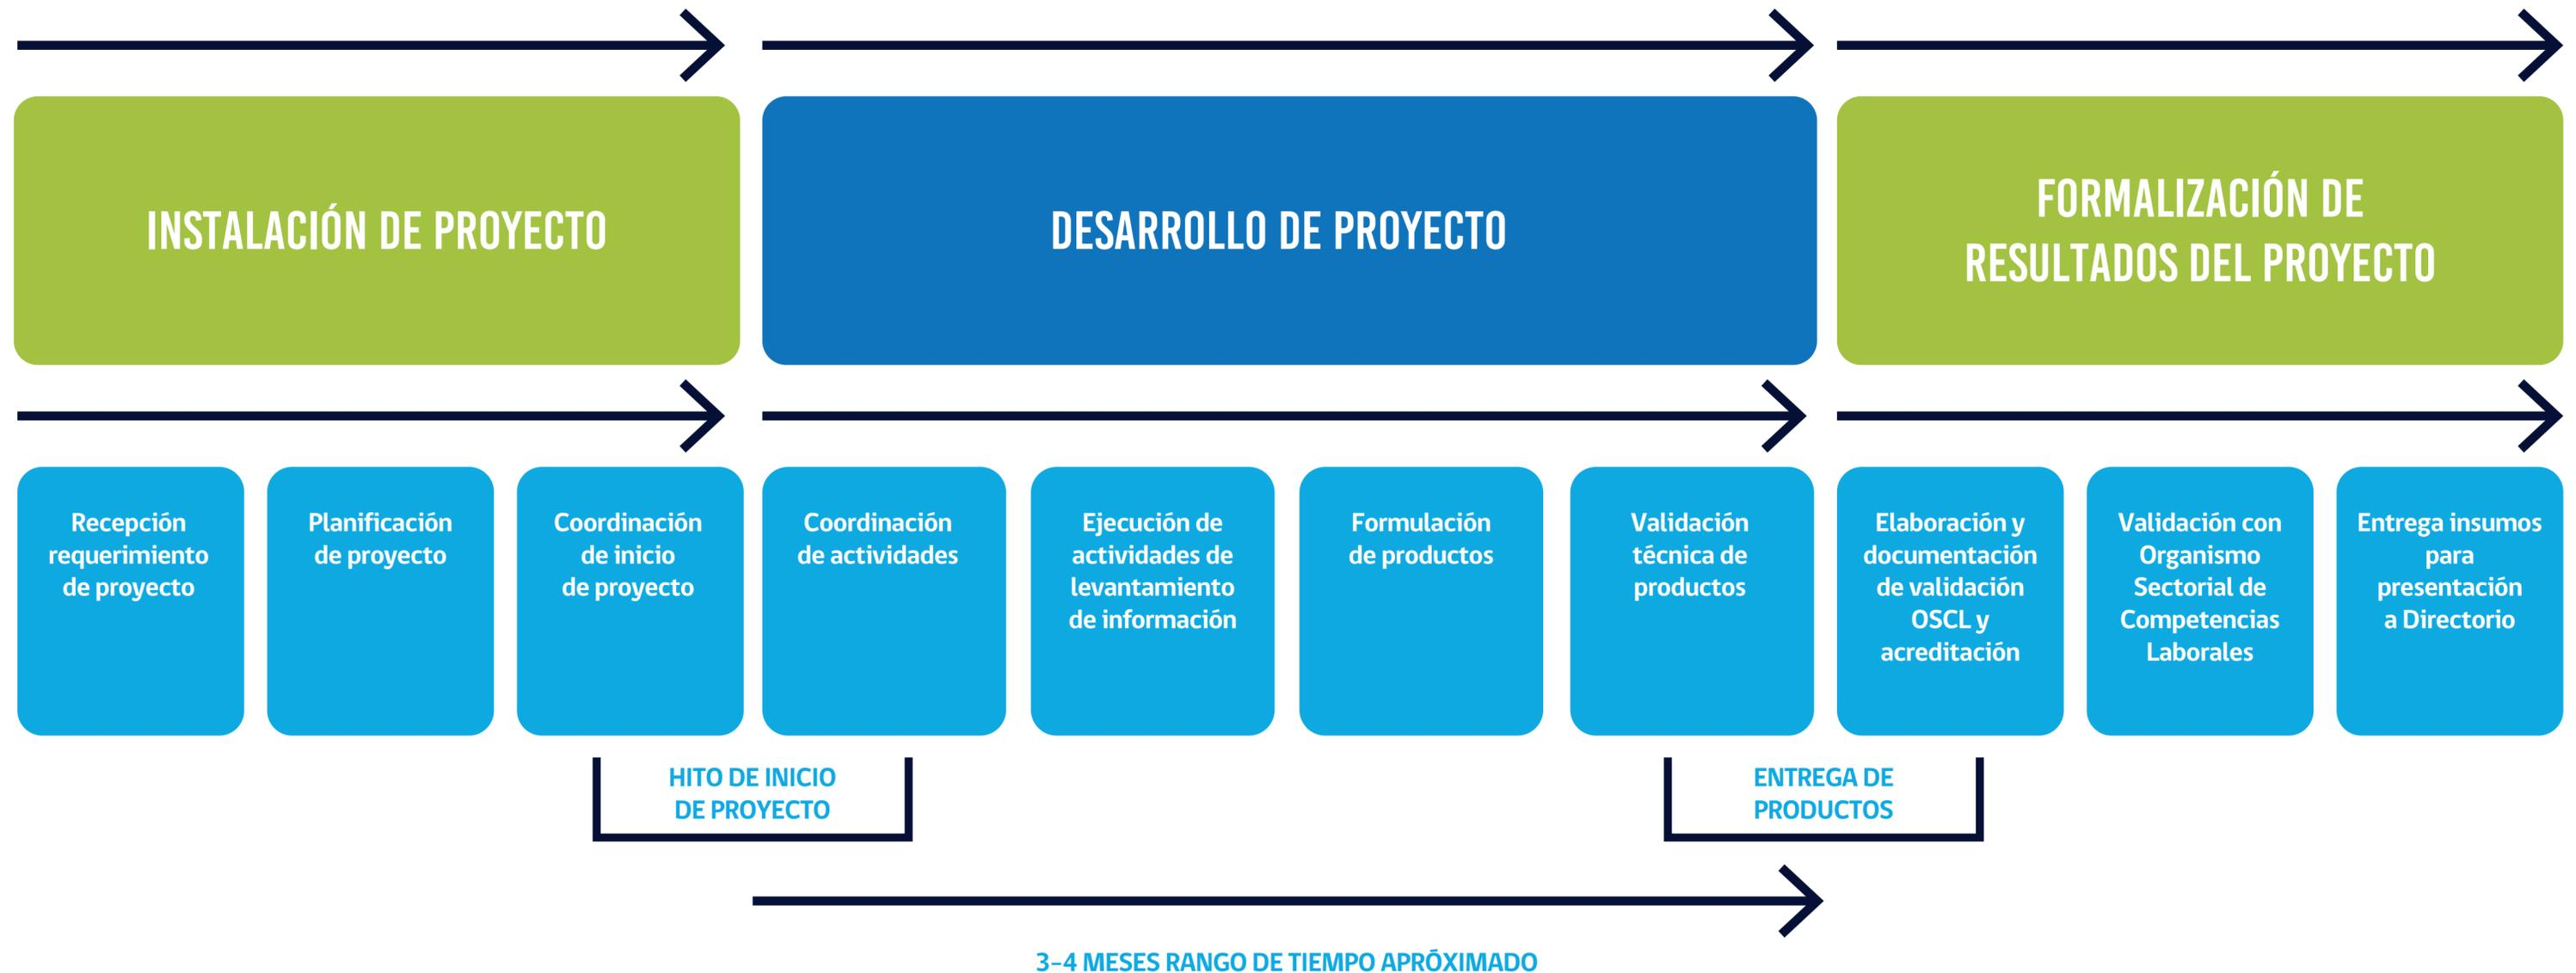 INSTALACIÓN DE PROYECTO
DESARROLLO DE PROYECTO
FORMALIZACIÓN DE
RESULTADOS DEL PROYECTO
Recepción
requerimiento
de proyecto
Planificación
de proyecto
Coordinación
de inicio
de proyecto
Coordinación
de actividades
Ejecución de
actividades de
levantamiento
de información
Formulación
de productos
Validación
técnica de
productos
Elaboración y
documentación
de validación
OSCL y
acreditación
Validación con
Organismo
Sectorial de
Competencias
Laborales
Entrega insumos
para
presentación
a Directorio
HITO DE INICIO
DE PROYECTO
ENTREGA DE
PRODUCTOS
3-4 MESES RANGO DE TIEMPO APRÓXIMADO